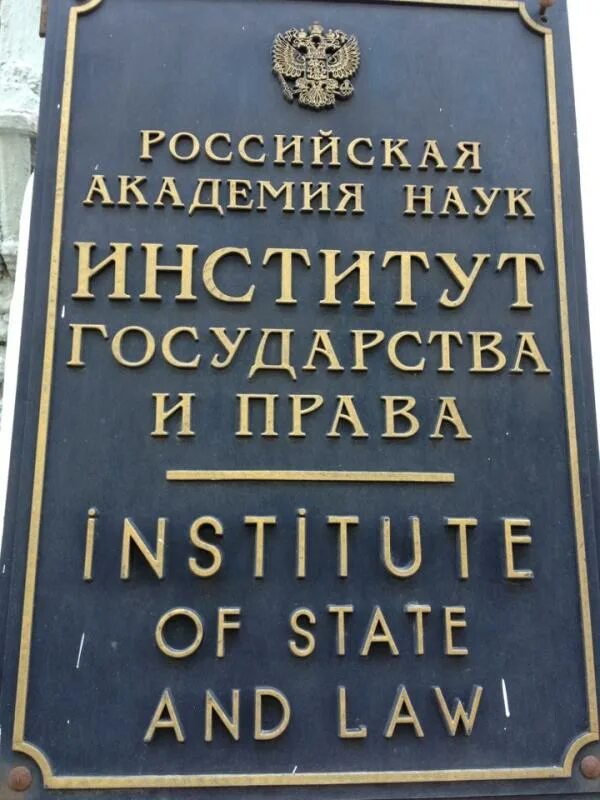 РОССИЙСКАЯ
АКАДЕМИЯ НАУК
ИНСТИТУТ
ГОСУДАРСТВА
И ПРАВА
iNSTiTUTE
OF STATE
AND LAW